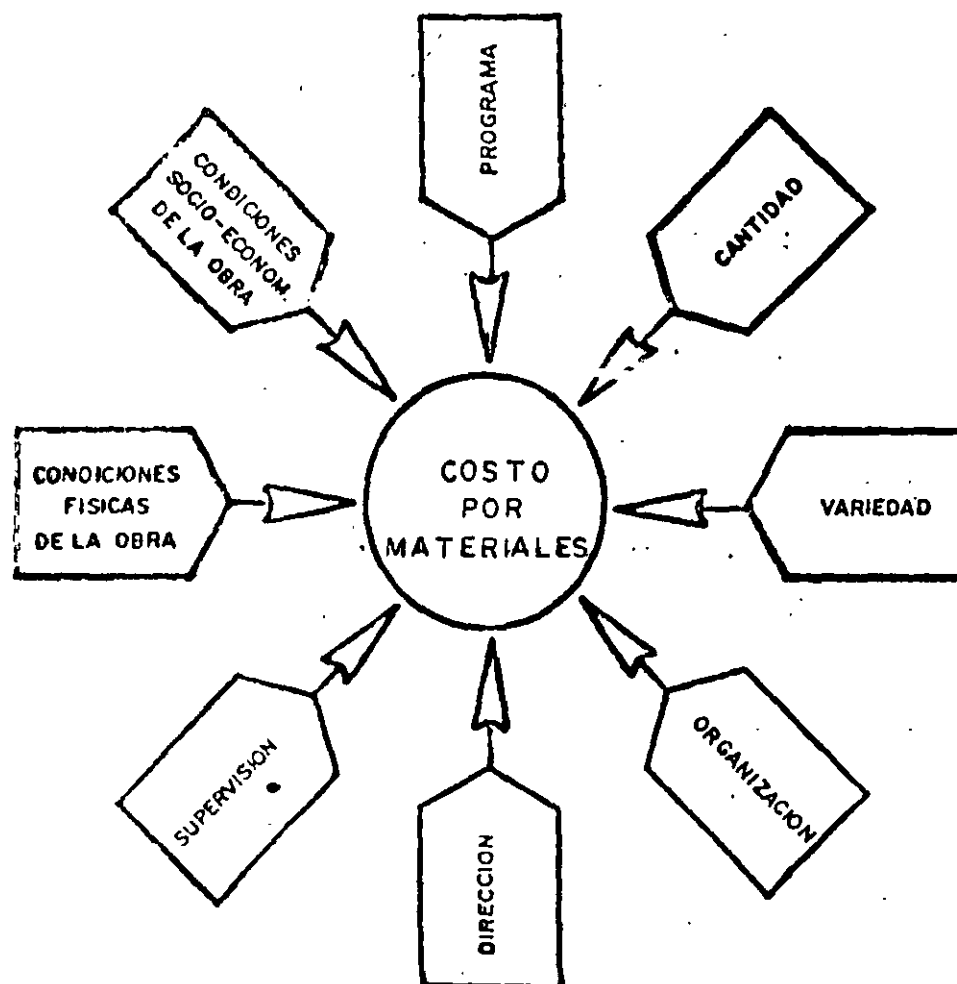 PROGRAMA
CANTIDAD
VARIEDAD
ORGANIZACION
DIRECCION
SUPERVISION
CONDICIONES
FISICAS
DE LA OBRA
CONDICIONES
SOCIO-ECONOM.
DE LA OBRA
COSTO
POR
MATERIALES